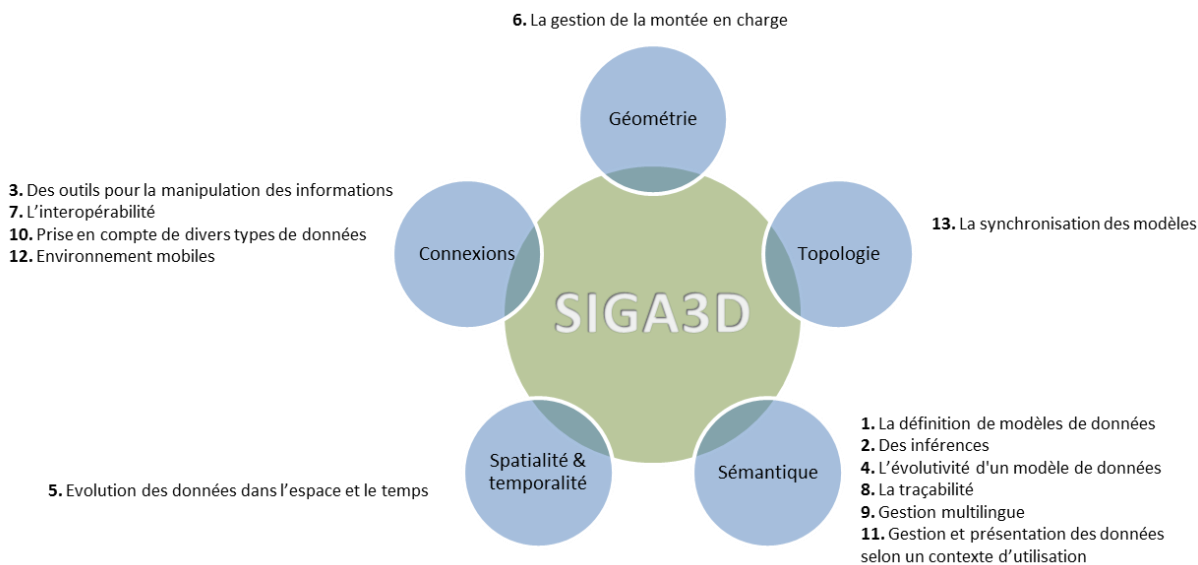 6. La gestion de la montée en charge
Géométrie
3. Des outils pour la manipulation des informations
7. L’interopérabilité
10. Prise en compte de divers types de données
12. Environnement mobiles
Connexions
13. La synchronisation des modèles
Topologie
SIGA3D
Spatialité &
temporalité
5. Evolution des données dans l’espace et le temps
Sémantique
1. La définition de modèles de données
2. Des inférences
4. L’évolutivité d'un modèle de données
8. La traçabilité
9. Gestion multilingue
11. Gestion et présentation des données
selon un contexte d’utilisation